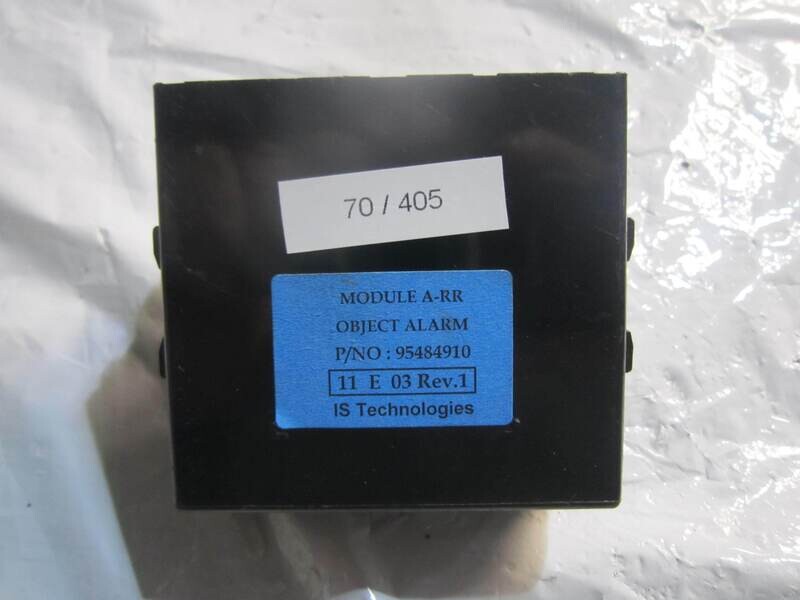 70 / 405
MODULE A-RR
OBJECT ALARM
P/NO : 95484910
11 E 03 Rev.1
IS Technologies